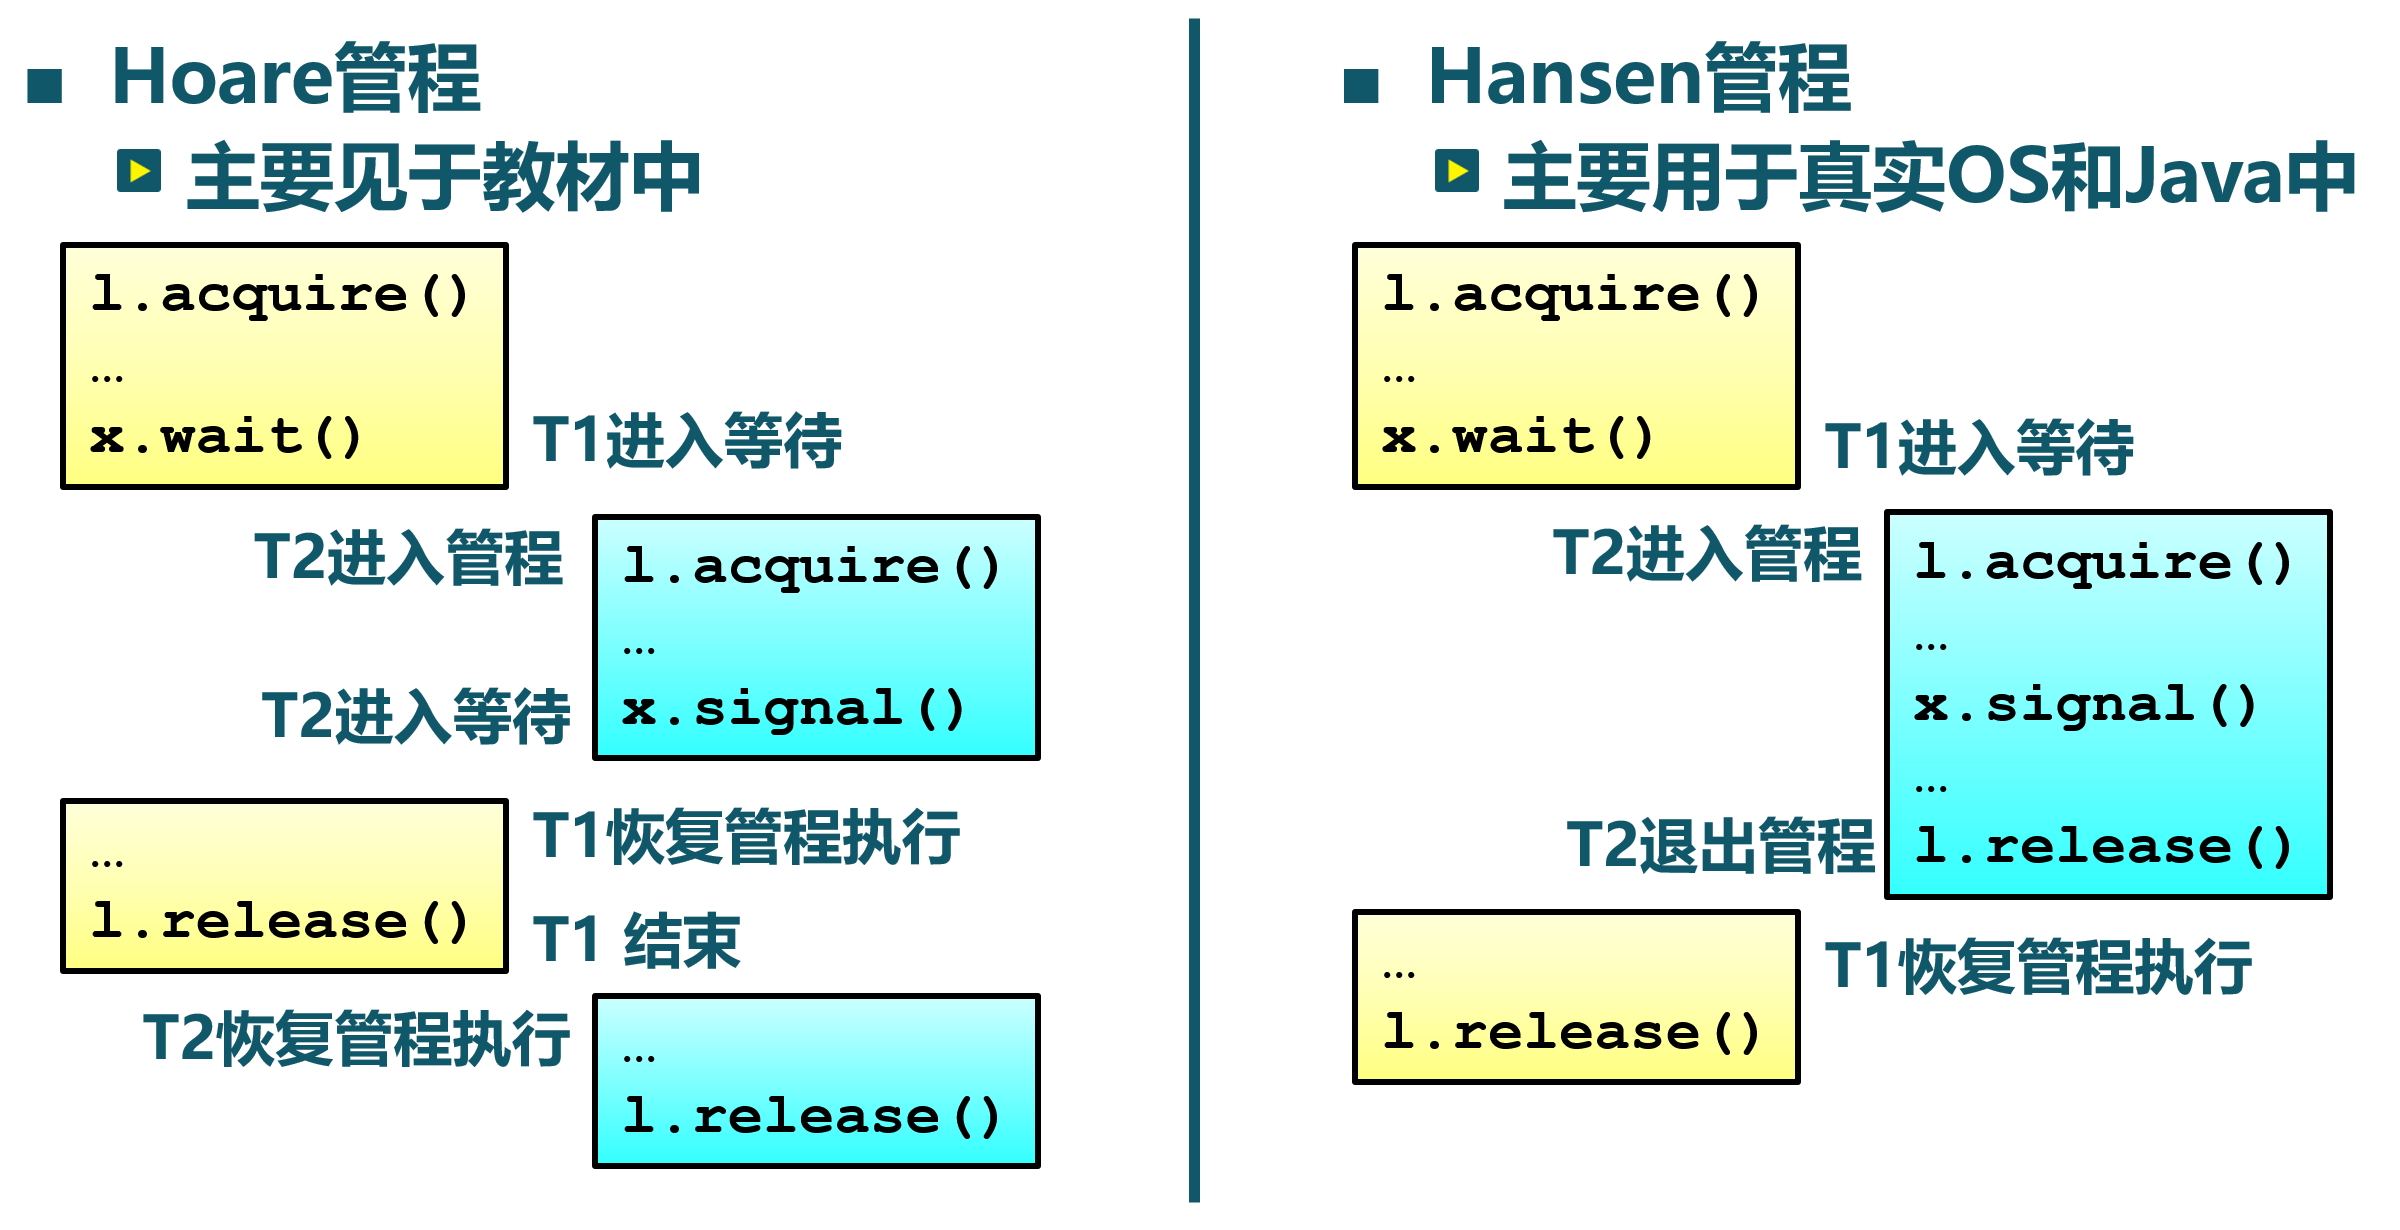 Hoare管程
主要见于教材中
l.acquire()
…
x.wait()
T1进入等待
T2进入管程
l.acquire()
…
x.signal()
T2进入等待
…
l.release()
T1恢复管程执行
T1 结束
T2恢复管程执行
…
l.release()
Hansen管程
主要用于真实OS和Java中
l.acquire()
…
x.wait()
T1进入等待
T2进入管程
l.acquire()
…
x.signal()
…
l.release()
T2退出管程
…
l.release()
T1恢复管程执行